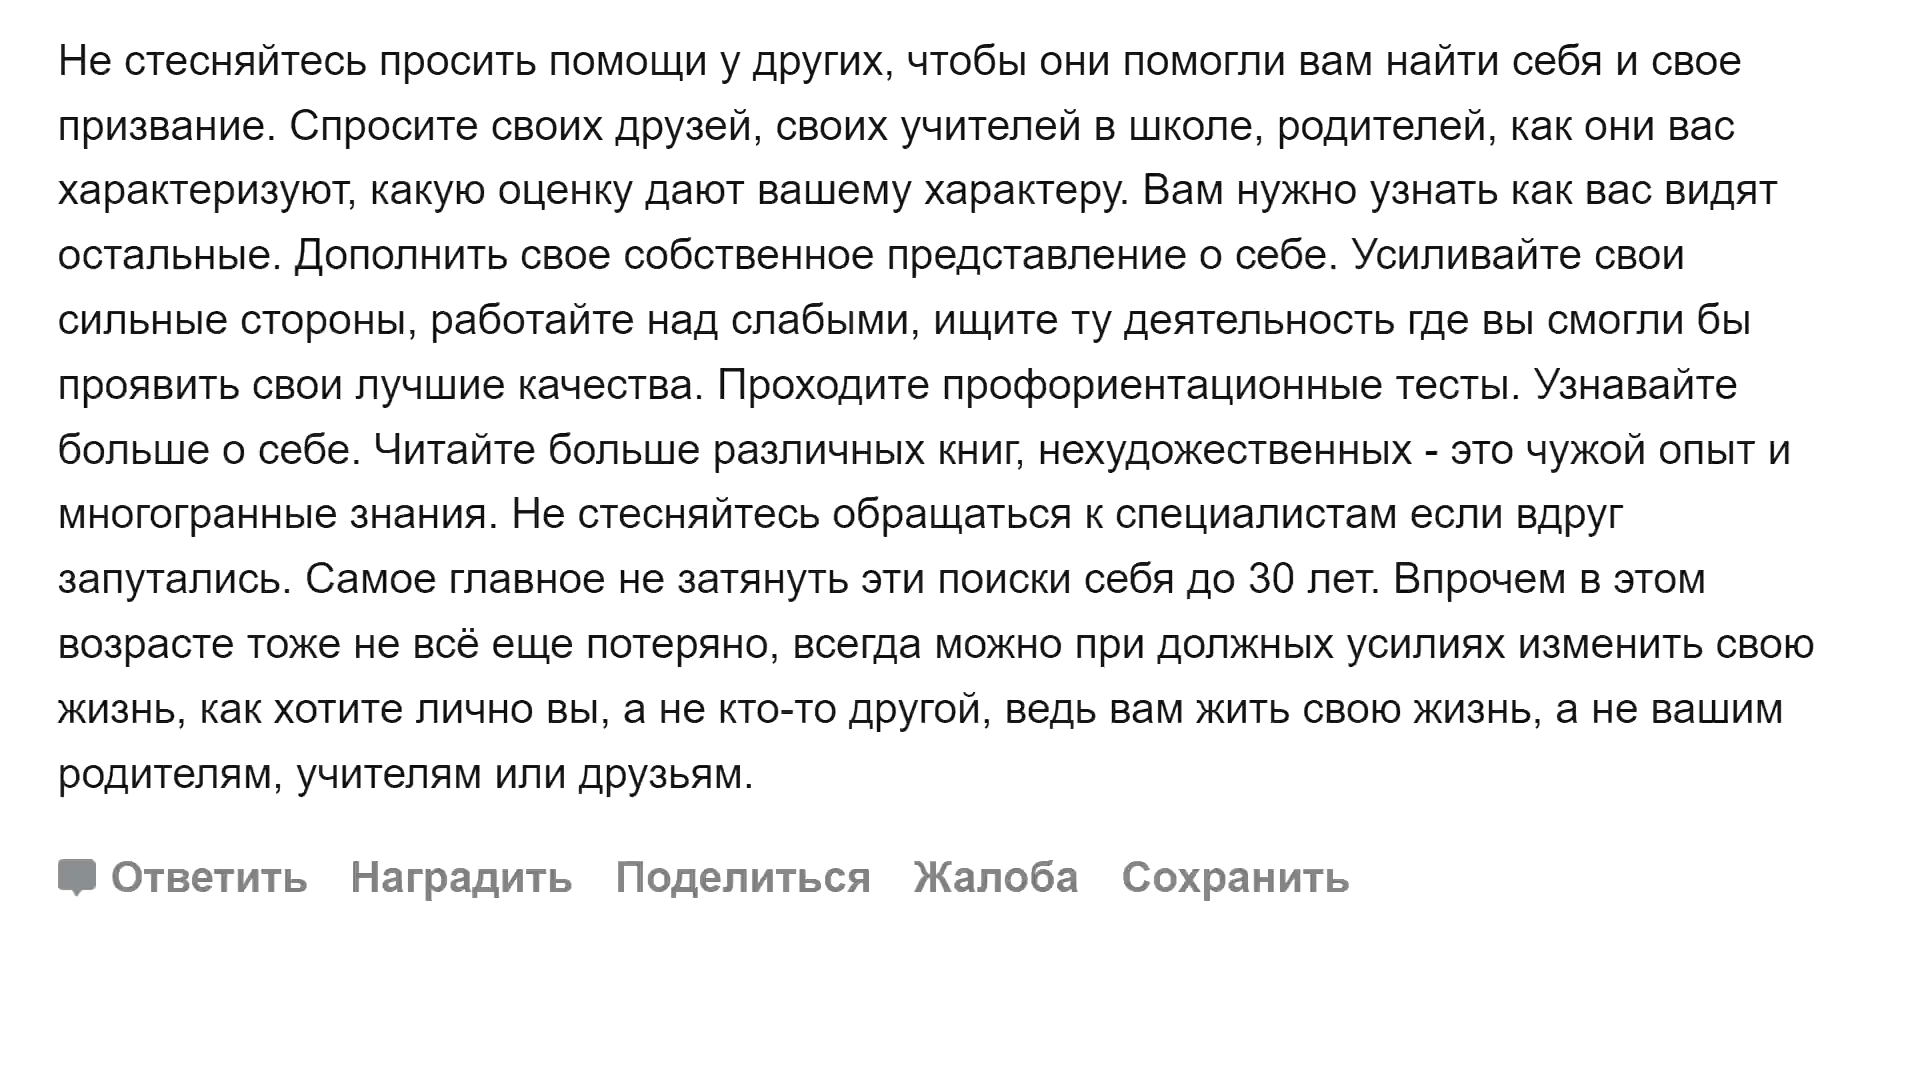 Не стесняйтесь просить помощи у других, чтобы они помогли вам найти себя и свое
призвание. Спросите своих друзей, своих учителей в школе, родителей, как они вас
характеризуют, какую оценку дают вашему характеру. Вам нужно узнать как вас видят
остальные. Дополнить свое собственное представление о себе. Усиливайте свои
сильные стороны, работайте над слабыми, ищите ту деятельность где вы смогли бы
проявить свои лучшие качества. Проходите профориентационные тесты. Узнавайте
больше о себе. Читайте больше различных книг, нехудожественных - это чужой опыт и
многогранные знания. Не стесняйтесь обращаться к специалистам если вдруг
запутались. Самое главное не затянуть эти поиски себя до 30 лет. Впрочем в этом
возрасте тоже не всё еще потеряно, всегда можно при должных усилиях изменить свою
жизнь, как хотите лично вы, а не кто-то другой, ведь вам жить свою жизнь, а не вашим
родителям, учителям или друзьям.
Ответить Наградить Поделиться Жалоба Сохранить